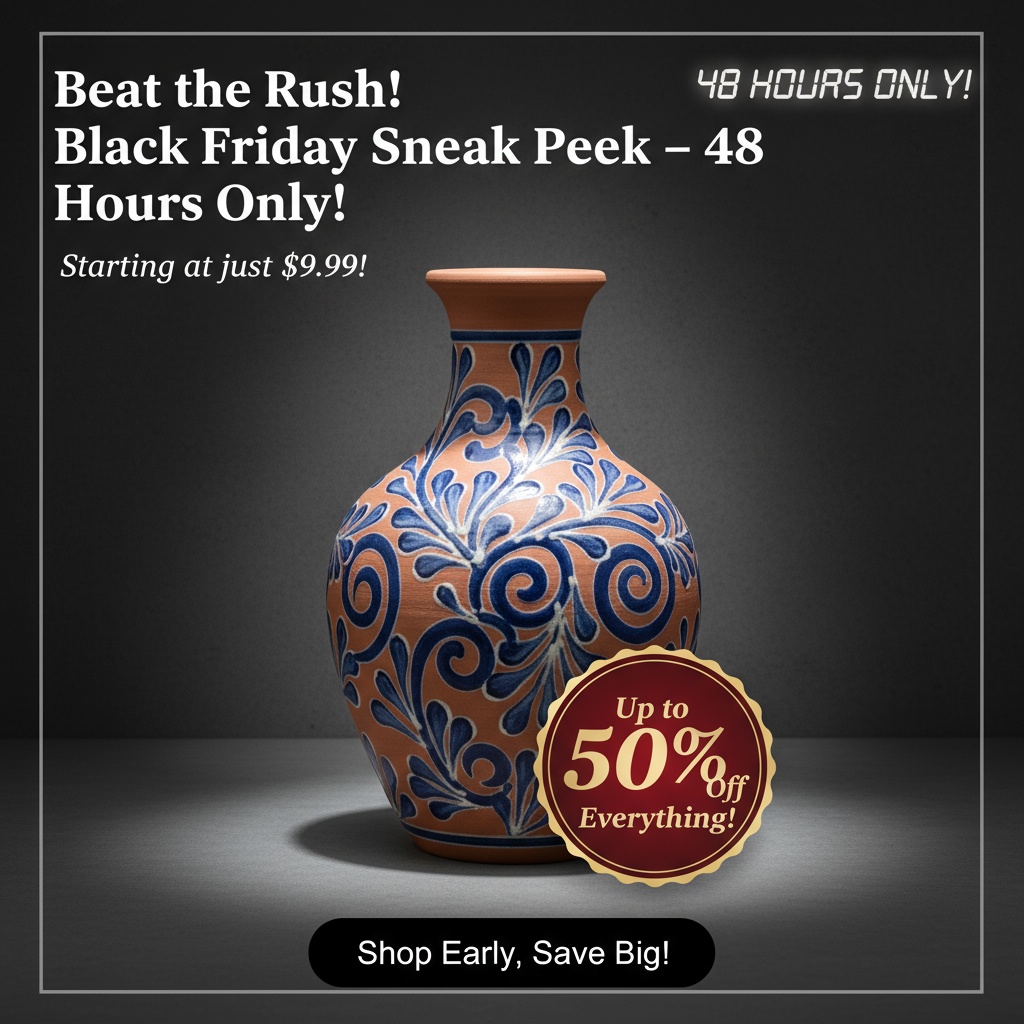 Beat the Rush!
48 HOURS ONLY!
Black Friday Sneak Peek – 48
Hours Only!
Starting at just $9.99!
Up to
50%
Off
Everything!
Shop Early, Save Big!